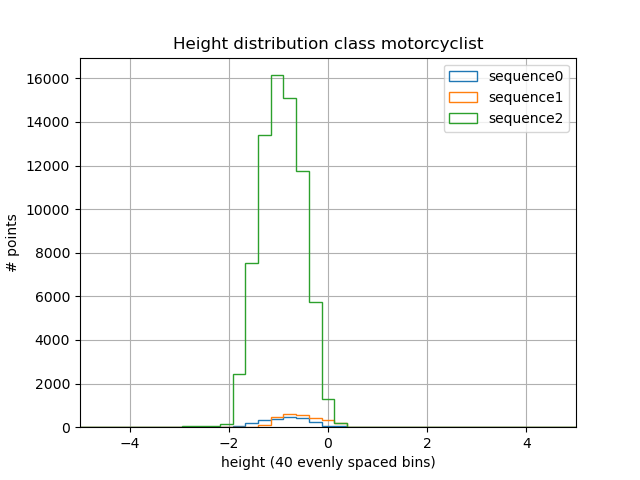 Height distribution class motorcyclist
sequence0
sequence1
sequence2
16000
14000
12000
10000
8000
6000
4000
2000
0
# points
−4
−2
0
2
4
height (40 evenly spaced bins)